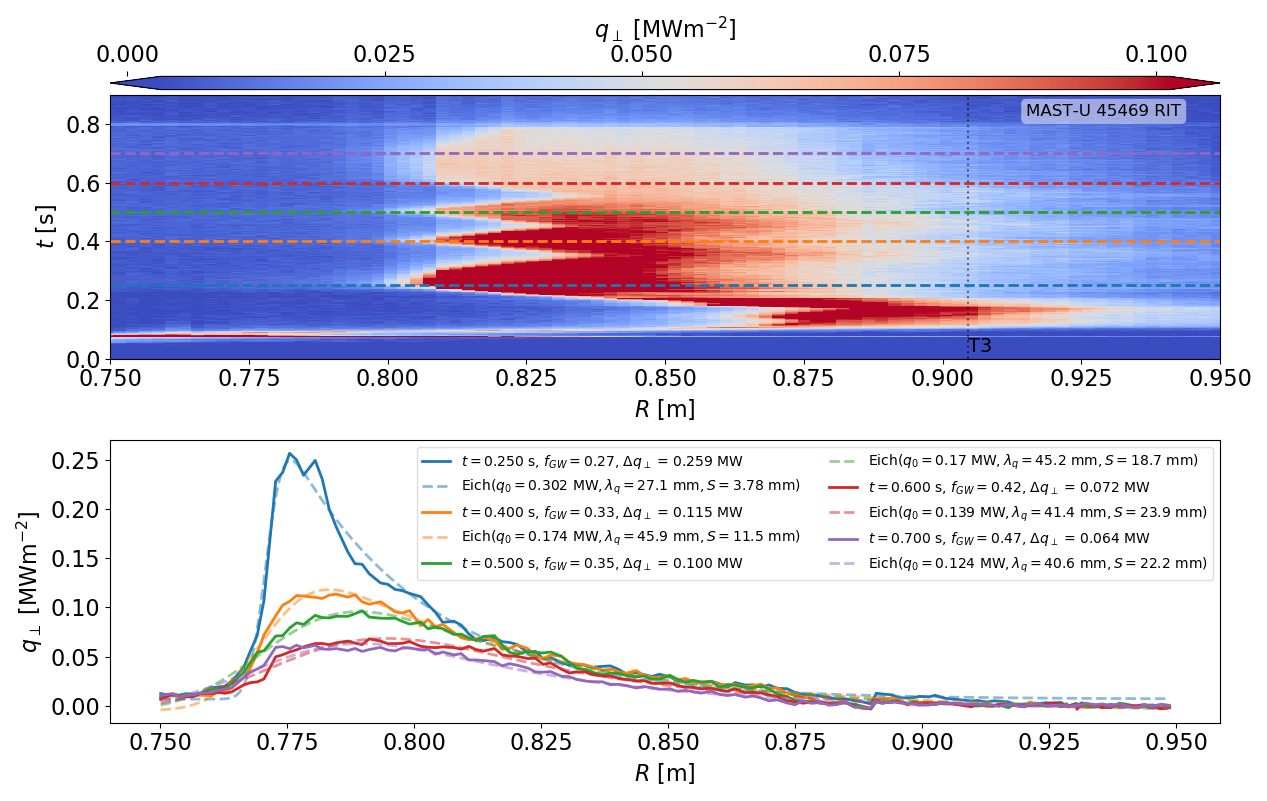 q⊥ [MWm⁻²]
0.000 0.025 0.050 0.075 0.100
MAST-U 45469 RIT
0.8
0.6
0.4
0.2
0.0
t [s]
T3
0.750 0.775 0.800 0.825 0.850 0.875 0.900 0.925 0.950
R [m]
0.25
0.20
0.15
0.10
0.05
0.00
q⊥ [MWm⁻²]
t = 0.250 s, f_GW = 0.27, Δq⊥ = 0.259 MW
Eich(q₀ = 0.302 MW, λ_q = 27.1 mm, S = 3.78 mm)
t = 0.400 s, f_GW = 0.33, Δq⊥ = 0.115 MW
Eich(q₀ = 0.174 MW, λ_q = 45.9 mm, S = 11.5 mm)
t = 0.500 s, f_GW = 0.35, Δq⊥ = 0.100 MW
Eich(q₀ = 0.17 MW, λ_q = 45.2 mm, S = 18.7 mm)
t = 0.600 s, f_GW = 0.42, Δq⊥ = 0.072 MW
Eich(q₀ = 0.139 MW, λ_q = 41.4 mm, S = 23.9 mm)
t = 0.700 s, f_GW = 0.47, Δq⊥ = 0.064 MW
Eich(q₀ = 0.124 MW, λ_q = 40.6 mm, S = 22.2 mm)
0.750 0.775 0.800 0.825 0.850 0.875 0.900 0.925 0.950
R [m]